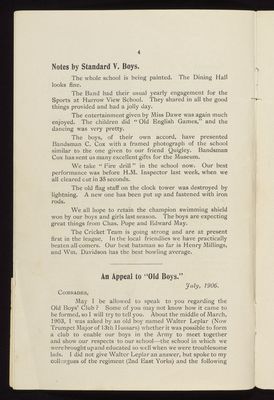 4
Notes by Standard V. Boys.
The whole school is being painted. The Dining Hall
looks fine.
The Band had their usual yearly engagement for the
Sports at Harrow View School. They shared in all the good
things provided and had a jolly day.
The entertainment given by Miss Dawe was again much
enjoyed. The children did "Old English Games," and the
dancing was very pretty.
The boys, of their own accord, have presented
Bandsman C. Cox with a framed photograph of the school
similar to the one given to our friend Quigley. Bandsman
Cox has sent us many excellent gifts for the Museum.
We take "Fire drill" in the school now. Our best
performance was before H.M. Inspector last week, when we
all cleared out in 35 seconds.
The old flag staff on the clock tower was destroyed by
lightning. A new one has been put up and fastened with iron
rods.
We all hope to retain the champion swimming shield
won by our boys and girls last season. The boys are expecting
great things from Chas. Pope and Edward May.
The Cricket Team is going strong and are at present
first in the league. In the local friendlies we have practically
beaten all comers. Our best batsman so far is Henry Millings,
and Wm. Davidson has the best bowling average.
An Appeal to "Old Boys."
July, 1906.
COMRADES,
May I be allowed to speak to you regarding the
Old Boys' Club? Some of you may not know how it came to
be formed, so I will try to tell you. About the middle of March,
1903, I was asked by an old boy named Walter Leplar (Now
Trumpet Major of 13th Hussars) whether it was possible to form
a club to enable our Boys in the Army to meet together
and show our respects to our school—the school in which we
were brought up and educated so well when we were troublesome
lads. I did not give Walter Leplar an answer, but spoke to my
colleagues of the regiment (2nd East Yorks) and the following